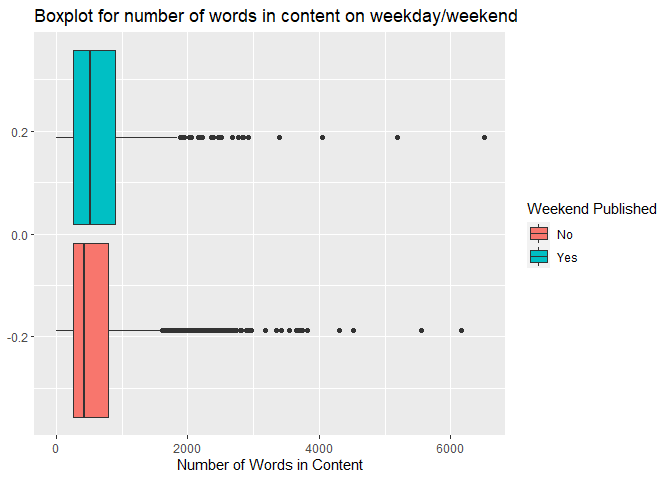 Boxplot for number of words in content on weekday/weekend
0.2
0.0
-0.2
0
2000
4000
6000
Number of Words in Content
Weekend Published
No
Yes